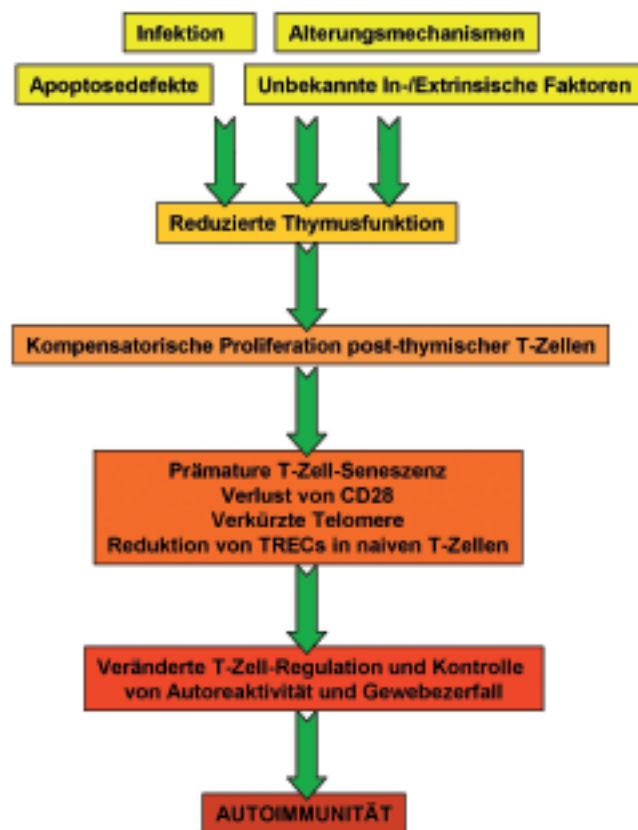 Infektion
Alterungsmechanismen
Apoptosedefekte
Unbekannte In-/Extrinsische Faktoren
Reduzierte Thymusfunktion
Kompensatorische Proliferation post-thymischer T-Zellen
Prämature T-Zell-Seneszenz
Verlust von CD28
Verkürzte Telomere
Reduktion von TRECs in naiven T-Zellen
Veränderte T-Zell-Regulation und Kontrolle
von Autoreaktivität und Gewebezerfall
AUTOIMMUNITÄT